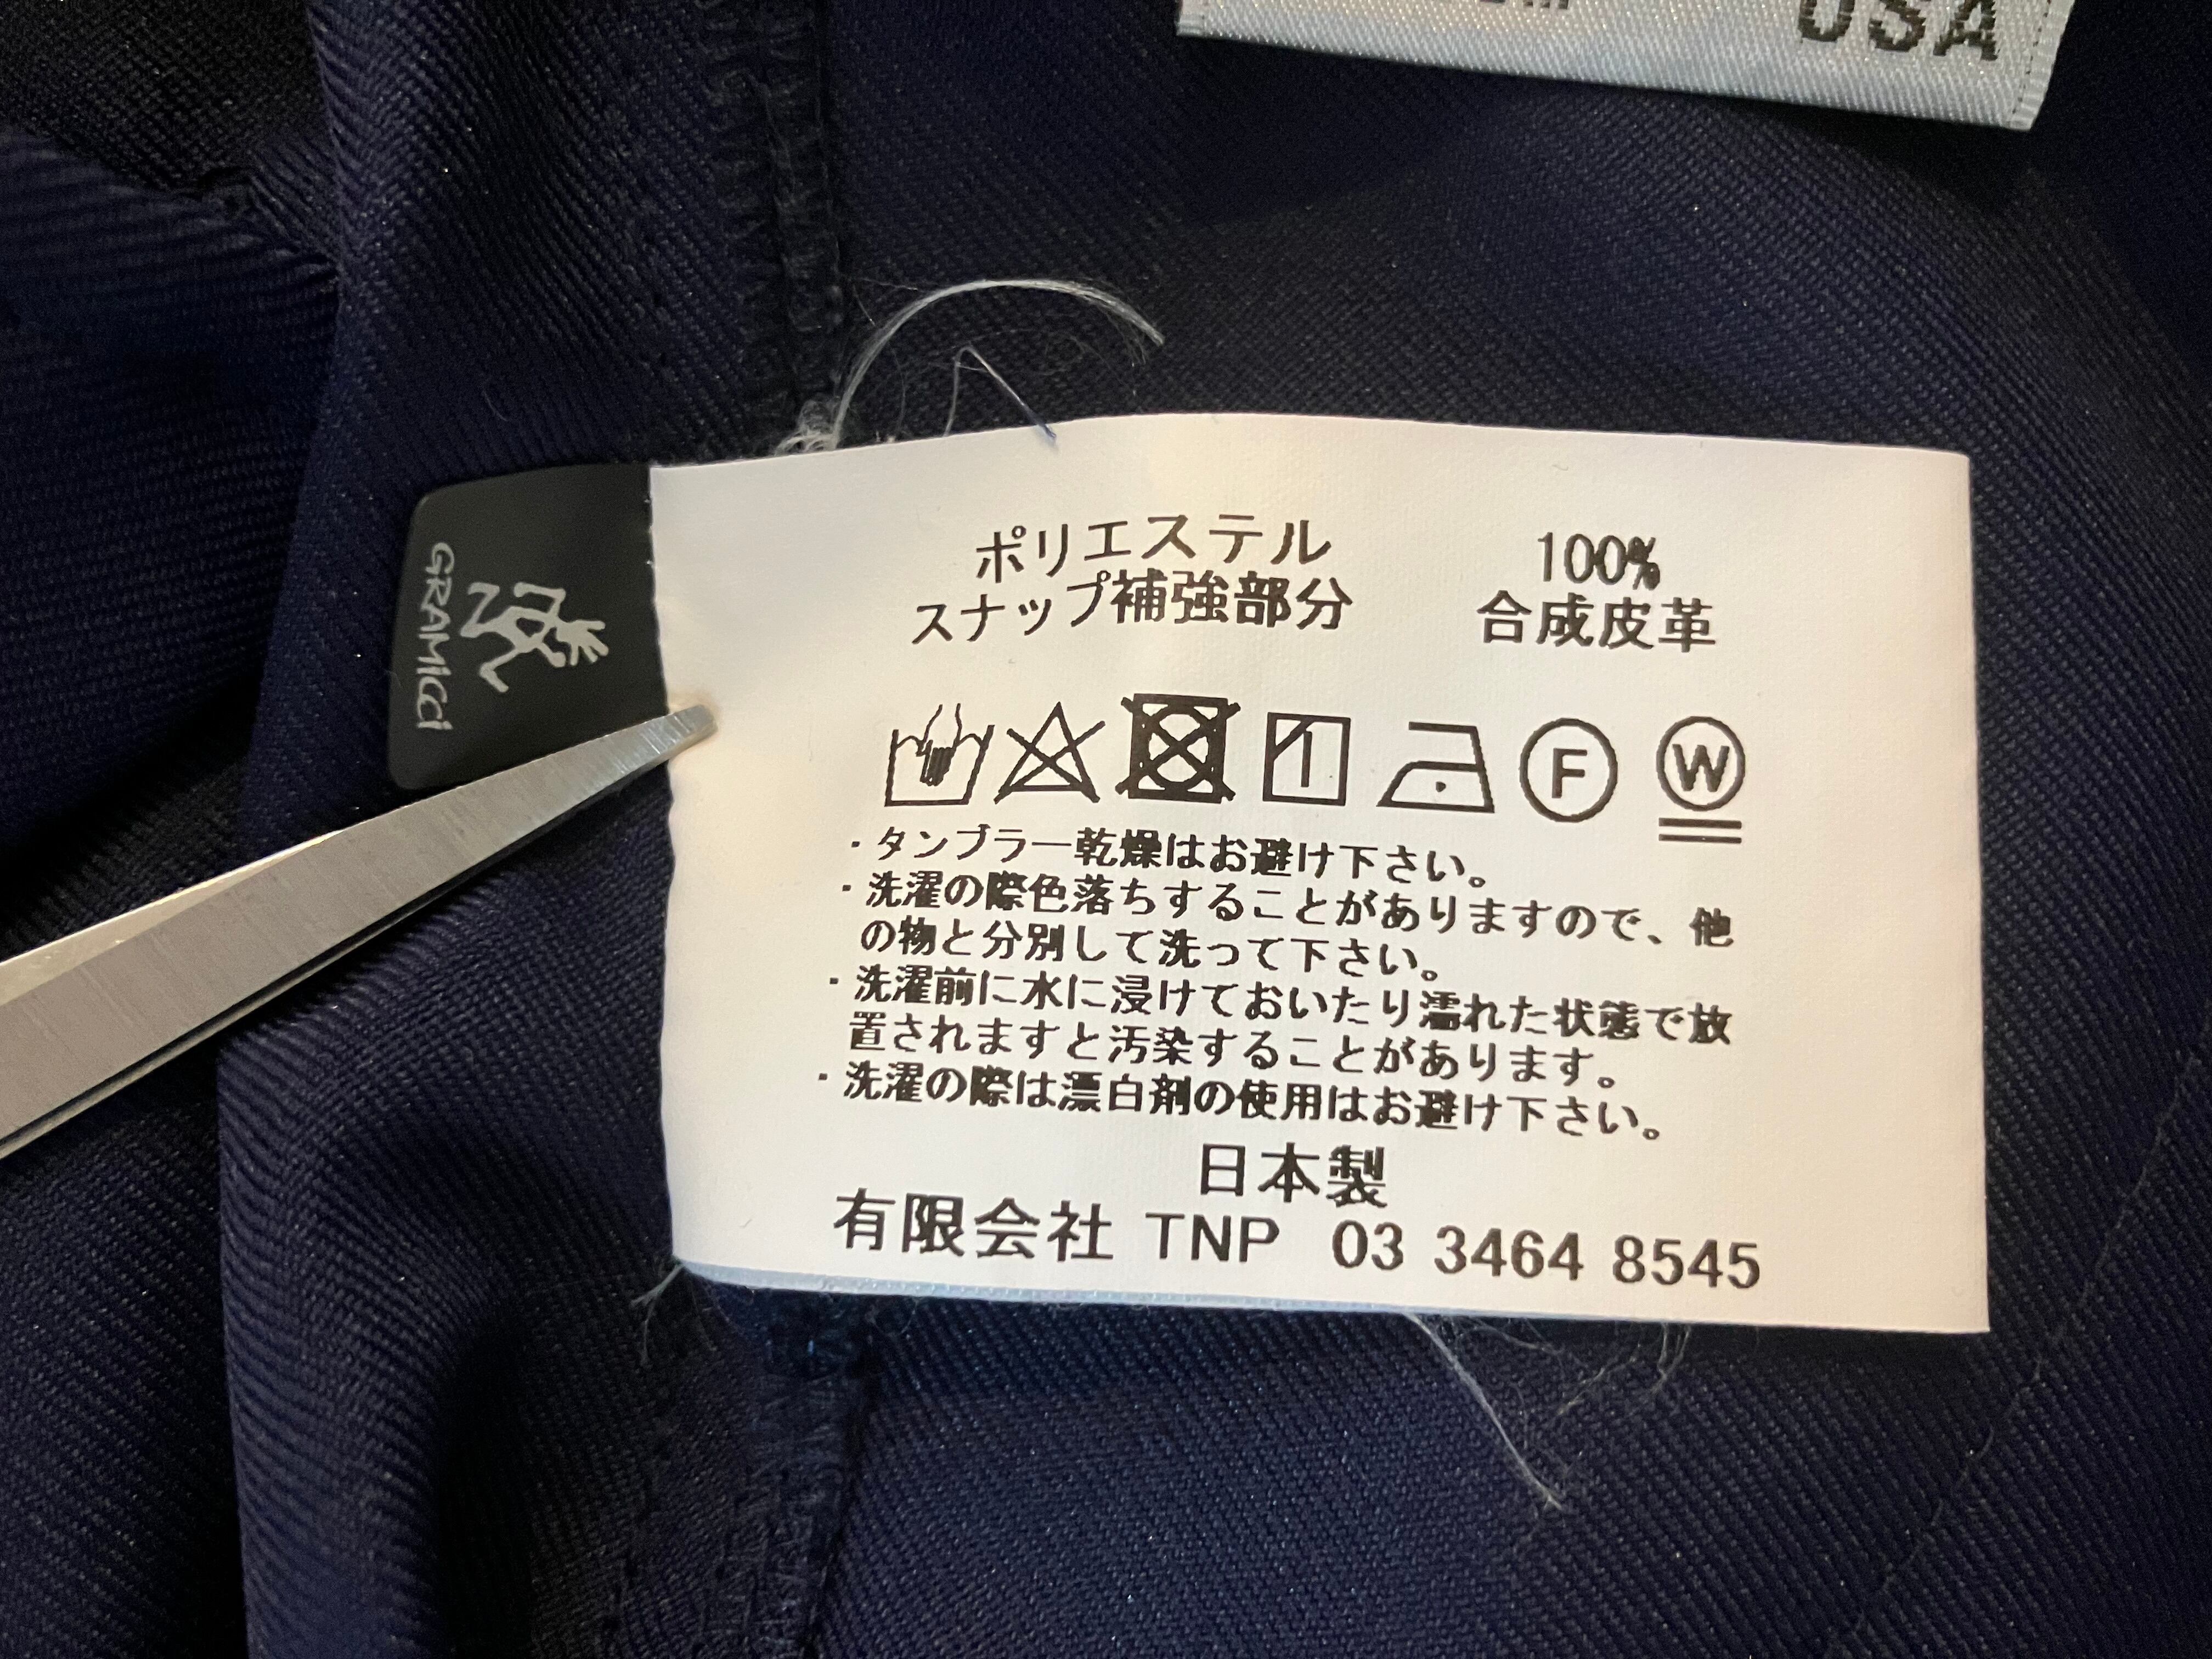 USA
GRAMiCCi
ポリエステル 100%
スナップ補強部分 合成皮革
F W
・タンブラー乾燥はお避け下さい。
・洗濯の際色落ちすることがありますので、他
の物と分別して洗って下さい。
・洗濯前に水に浸けておいたり濡れた状態で放
置されますと汚染することがあります。
・洗濯の際は漂白剤の使用はお避け下さい。
日本製
有限会社 TNP 03 3464 8545